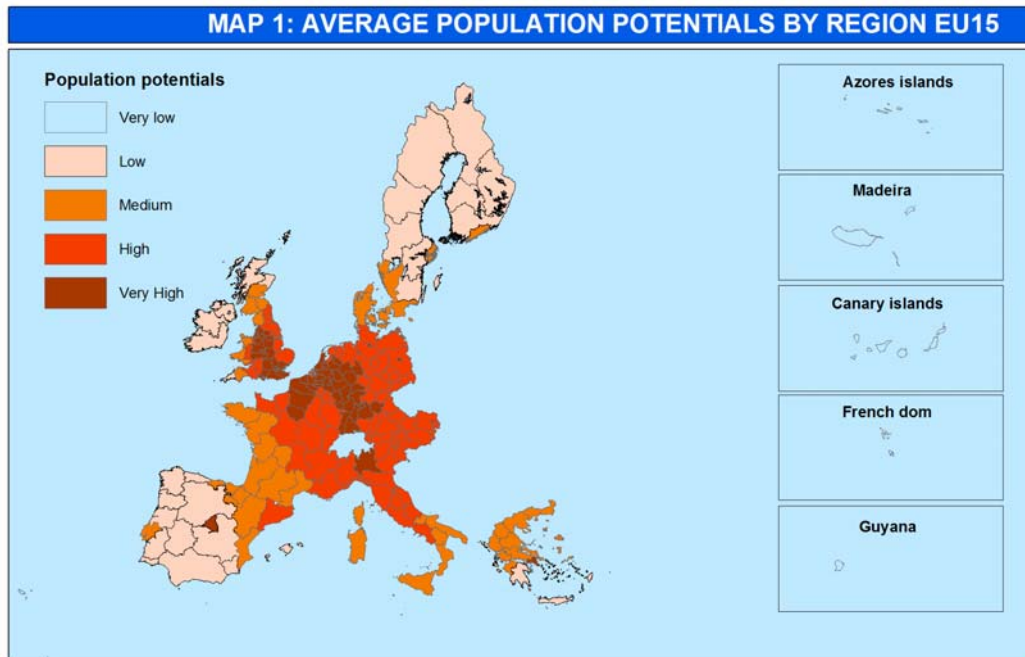 MAP 1: AVERAGE POPULATION POTENTIALS BY REGION EU15
Population potentials
Very low
Low
Medium
High
Very High
Azores islands
Madeira
Canary islands
French dom
Guyana